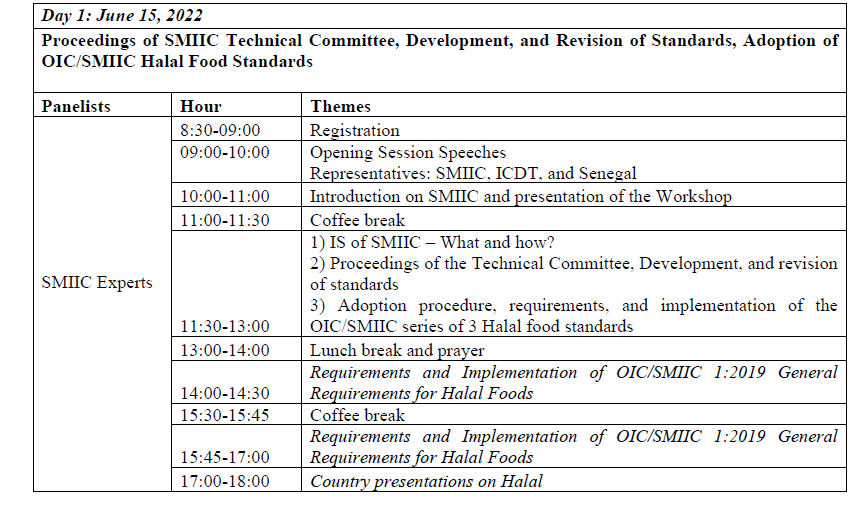 Day 1: June 15, 2022
Proceedings of SMIIC Technical Committee, Development, and Revision of Standards, Adoption of
OIC/SMIIC Halal Food Standards
Panelists Hour Themes
8:30-09:00 Registration
09:00-10:00 Opening Session Speeches
Representatives: SMIIC, ICDT, and Senegal
10:00-11:00 Introduction on SMIIC and presentation of the Workshop
11:00-11:30 Coffee break
1) IS of SMIIC – What and how?
2) Proceedings of the Technical Committee, Development, and revision
SMIIC Experts of standards
3) Adoption procedure, requirements, and implementation of the
11:30-13:00 OIC/SMIIC series of 3 Halal food standards
13:00-14:00 Lunch break and prayer
Requirements and Implementation of OIC/SMIIC 1:2019 General
14:00-14:30 Requirements for Halal Foods
15:30-15:45 Coffee break
Requirements and Implementation of OIC/SMIIC 1:2019 General
15:45-17:00 Requirements for Halal Foods
17:00-18:00 Country presentations on Halal